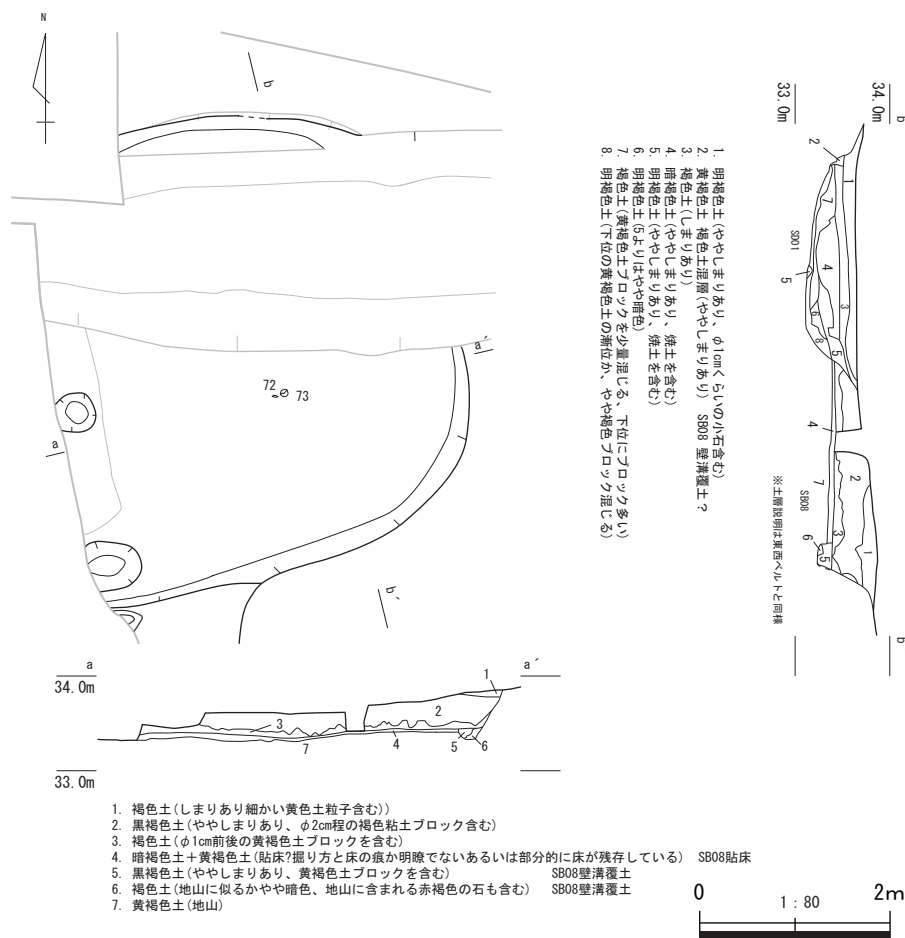 N
b
a´
72
73
a
b´
1. 明褐色土(ややしまりあり、φ1cmくらいの小石含む)
2. 黄褐色土 褐色土混層(ややしまりあり) SB08 壁溝覆土?
3. 褐色土(しまりあり)
4. 暗褐色土(ややしまりあり、焼土を含む)
5. 明褐色土(ややしまりあり、焼土を含む)
6. 明褐色土(5よりはやや暗色)
7. 褐色土(黄褐色土ブロックを少量混じる、下位にブロック多い)
8. 明褐色土(下位の黄褐色土の漸位か、やや褐色ブロック混じる)
33.0m
34.0m
b
2
1
7
SD01
4
5
3
6
8
5
4
2
7
SB08
3
1
6
5
b
※土層説明は東西ベルトと同様
a
a´
34.0m
1
2
3
7
4
5
6
33.0m
1. 褐色土(しまりあり細かい黄色土粒子含む))
2. 黒褐色土(ややしまりあり、φ2cm程の褐色粘土ブロック含む)
3. 褐色土(φ1cm前後の黄褐色土ブロックを含む)
4. 暗褐色土+黄褐色土(貼床?掘り方と床の痕か明瞭でないあるいは部分的に床が残存している) SB08貼床
5. 黒褐色土(ややしまりあり、黄褐色土ブロックを含む) SB08壁溝覆土
6. 褐色土(地山に似るかやや暗色、地山に含まれる赤褐色の石も含む) SB08壁溝覆土
7. 黄褐色土(地山)
0
1 : 80
2m